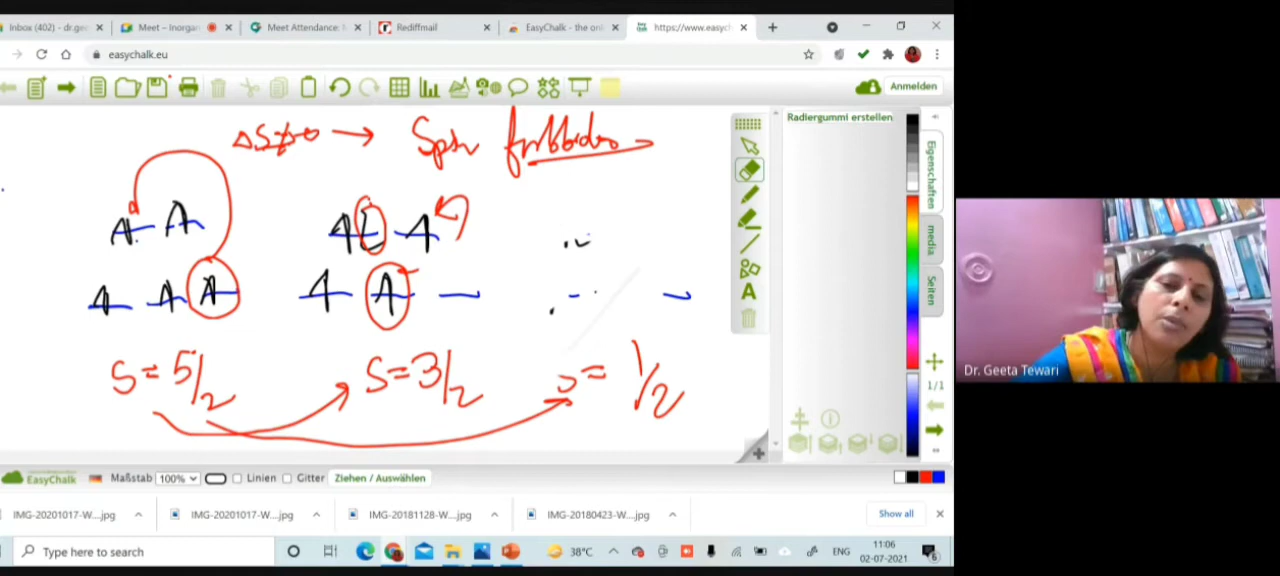 Inbox (402) - dr.gee
Meet – Inorgan
Meet Attendance: M
Rediffmail
EasyChalk - the onl
https://www.easych
easychalk.eu
Anmelden
ΔS≠0 → Spin forbidden
S = 5/2
S = 3/2
S = 1/2
Radiergummi erstellen
Eigenschaften
media
Seiten
1/1
Dr. Geeta Tewari
EasyChalk
Maßstab 100%
Linien
Gitter
Ziehen / Auswählen
IMG-20201017-W....jpg
IMG-20201017-W....jpg
IMG-20181128-W....jpg
IMG-20180423-W....jpg
Show all
Type here to search
38°C
ENG
11:06
02-07-2021